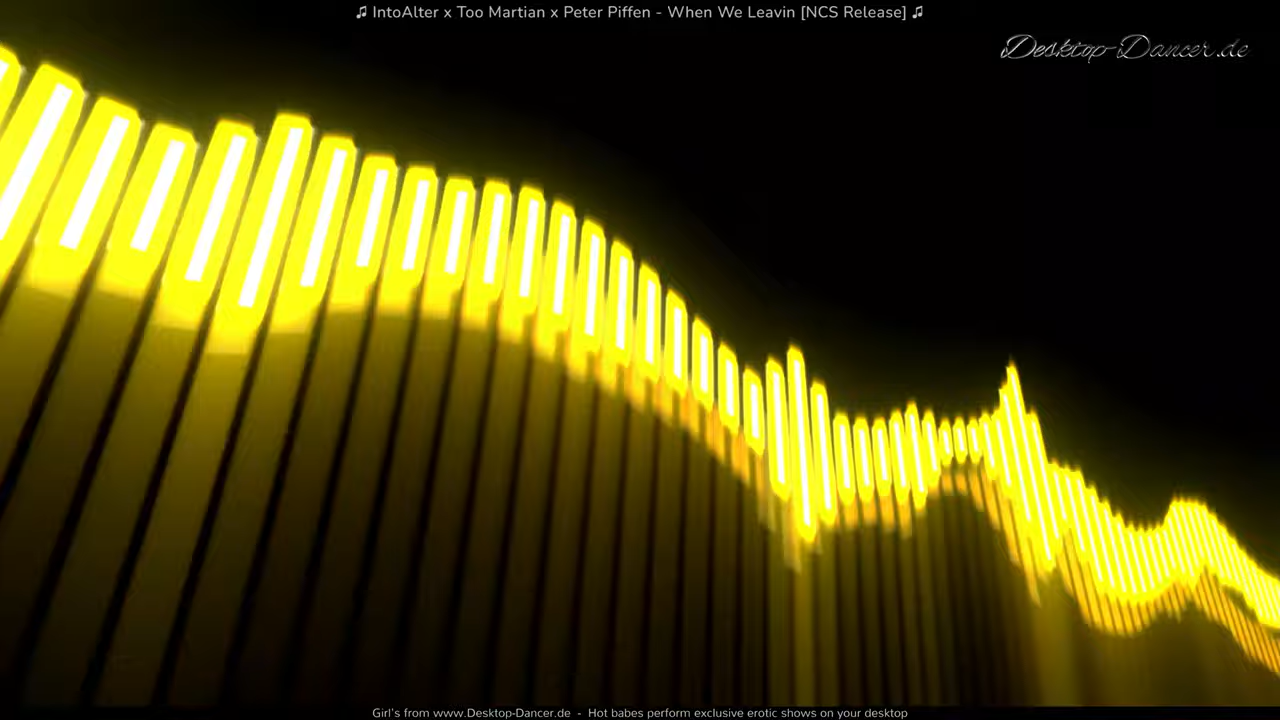 ♫ IntoAlter x Too Martian x Peter Piffen - When We Leavin [NCS Release] ♫
Desktop-Dancer.de
Girl's from www.Desktop-Dancer.de - Hot babes perform exclusive erotic shows on your desktop